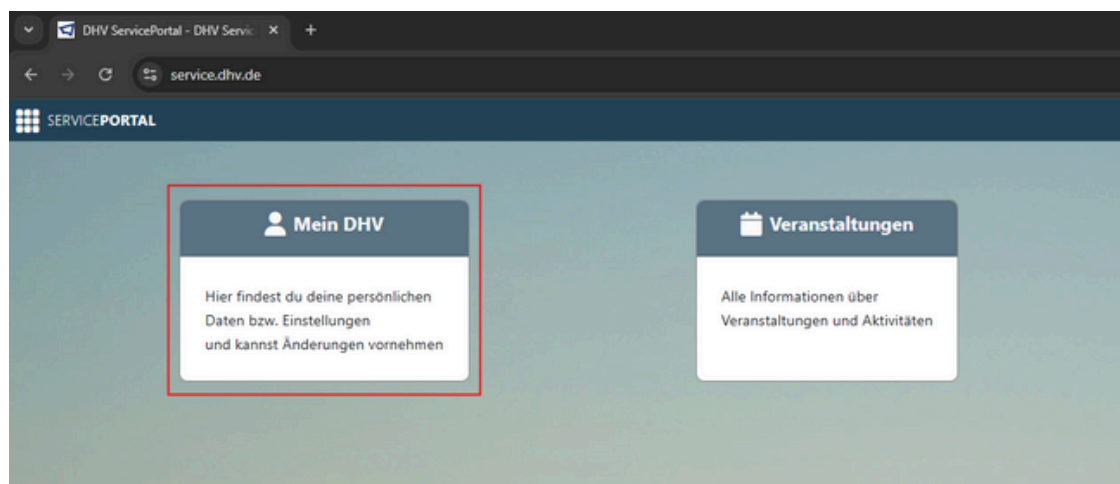 DHV ServicePortal - DHV Servic
service.dhv.de
SERVICEPORTAL
Mein DHV
Hier findest du deine persönlichen
Daten bzw. Einstellungen
und kannst Änderungen vornehmen
Veranstaltungen
Alle Informationen über
Veranstaltungen und Aktivitäten